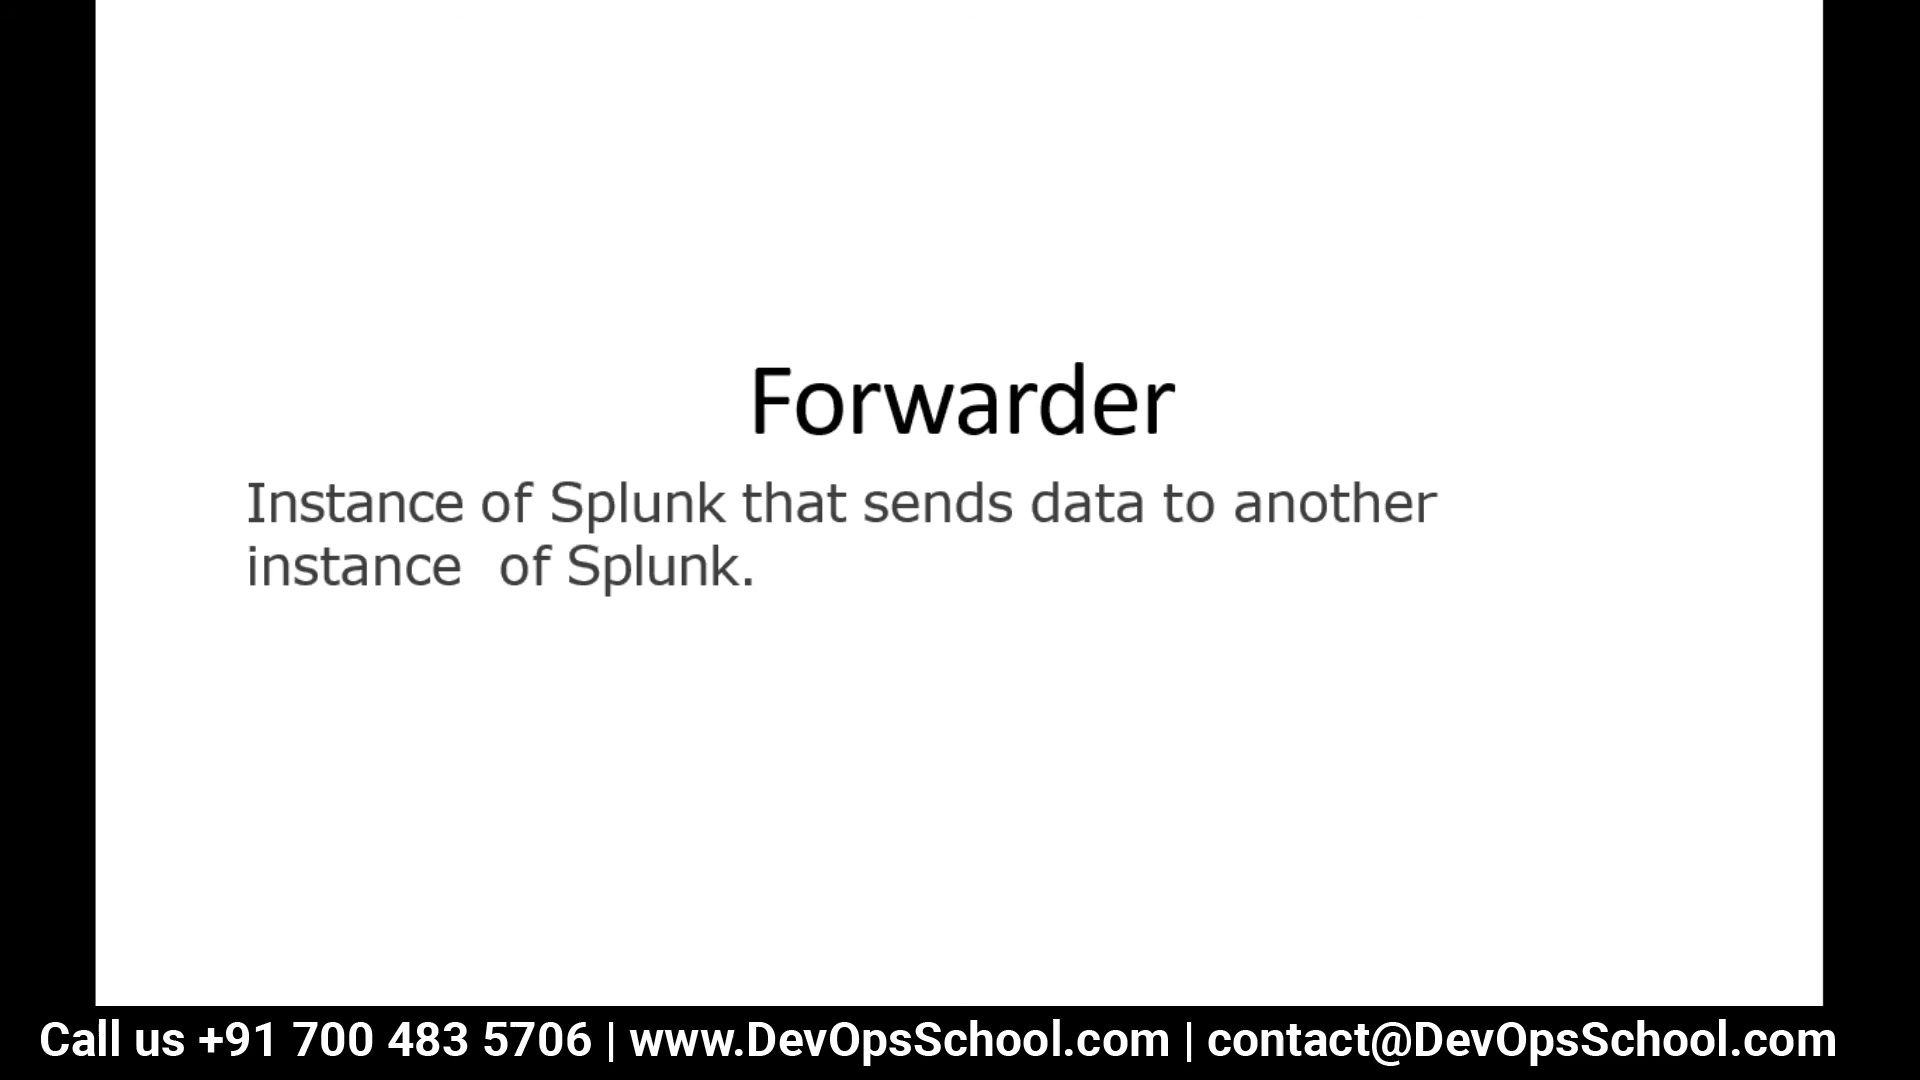 Forwarder
Instance of Splunk that sends data to another
instance  of Splunk.
Call us +91 700 483 5706 | www.DevOpsSchool.com | contact@DevOpsSchool.com